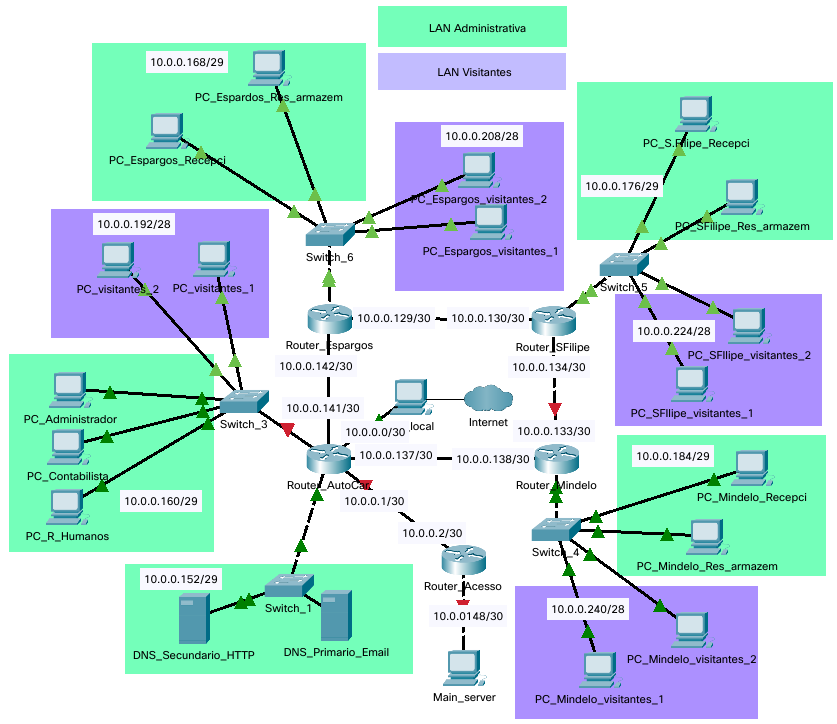 LAN Administrativa
LAN Visitantes
10.0.0.168/29
PC_Espardos_Res_armazem
PC_Espargos_Recepci
10.0.0.208/28
PC_Espargos_visitantes_2
PC_Espargos_visitantes_1
Switch_6
PC_S.Filipe_Recepci
10.0.0.176/29
PC_SFilipe_Res_armazem
Switch_5
10.0.0.192/28
PC_visitantes_2
PC_visitantes_1
10.0.0.224/28
PC_SFIlipe_visitantes_2
PC_SFIlipe_visitantes_1
10.0.0.129/30
10.0.0.130/30
Router_Espargos
Router_SFilipe
10.0.0.142/30
10.0.0.134/30
10.0.0.141/30
local
Internet
10.0.0.0/30
10.0.0.133/30
Switch_3
PC_Administrador
PC_Contabilista
10.0.0.160/29
PC_R_Humanos
10.0.0.137/30
10.0.0.138/30
Router_AutoCar
Router_Mindelo
10.0.0.1/30
10.0.0.2/30
10.0.0.184/29
PC_Mindelo_Recepci
Switch_4
PC_Mindelo_Res_armazem
Router_Acesso
10.0.0.152/29
Switch_1
DNS_Secundario_HTTP
DNS_Primario_Email
10.0.0148/30
Main_server
10.0.0.240/28
PC_Mindelo_visitantes_2
PC_Mindelo_visitantes_1